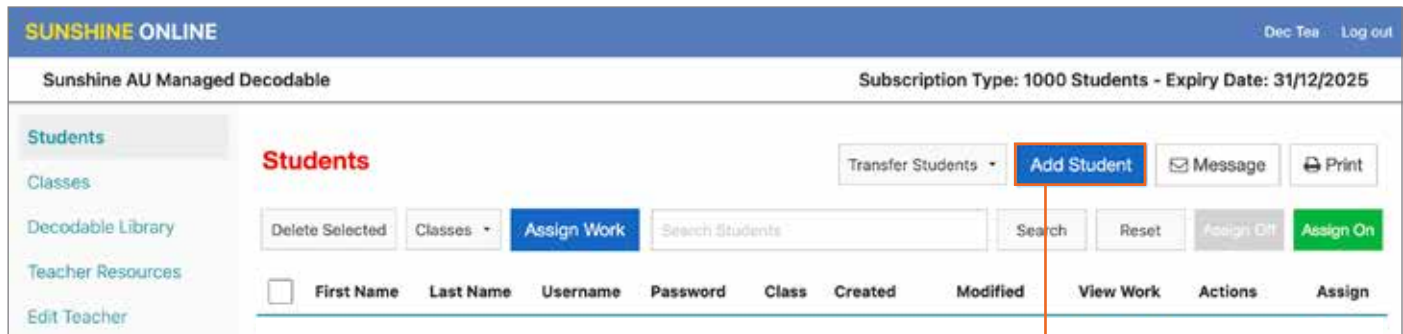 SUNSHINE ONLINE Dec Tea Log out
Sunshine AU Managed Decodable Subscription Type: 1000 Students - Expiry Date: 31/12/2025
Students
Classes
Decodable Library
Teacher Resources
Edit Teacher
Students Transfer Students Add Student Message Print
Delete Selected Classes Assign Work Search Students Search Reset Assign Off Assign On
First Name Last Name Username Password Class Created Modified View Work Actions Assign